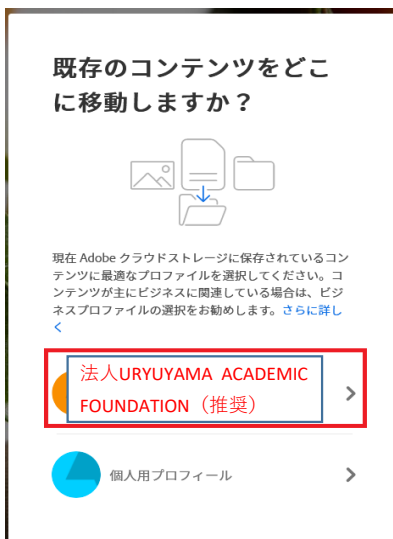 既存のコンテンツをどこ
に移動しますか？
現在 Adobe クラウドストレージに保存されているコン
テンツに最適なプロファイルを選択してください。コ
ンテンツが主にビジネスに関連している場合は、ビジ
ネスプロファイルの選択をお勧めします。さらに詳し
く
法人URYUYAMA ACADEMIC
FOUNDATION（推奨）
個人用プロフィール